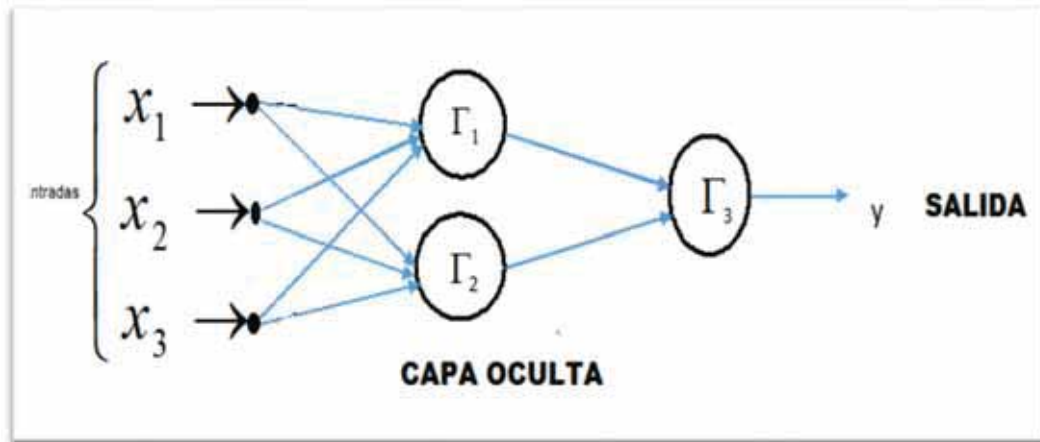 ntradas
x₁
x₂
x₃
Γ₁
Γ₂
Γ₃
y
SALIDA
CAPA OCULTA